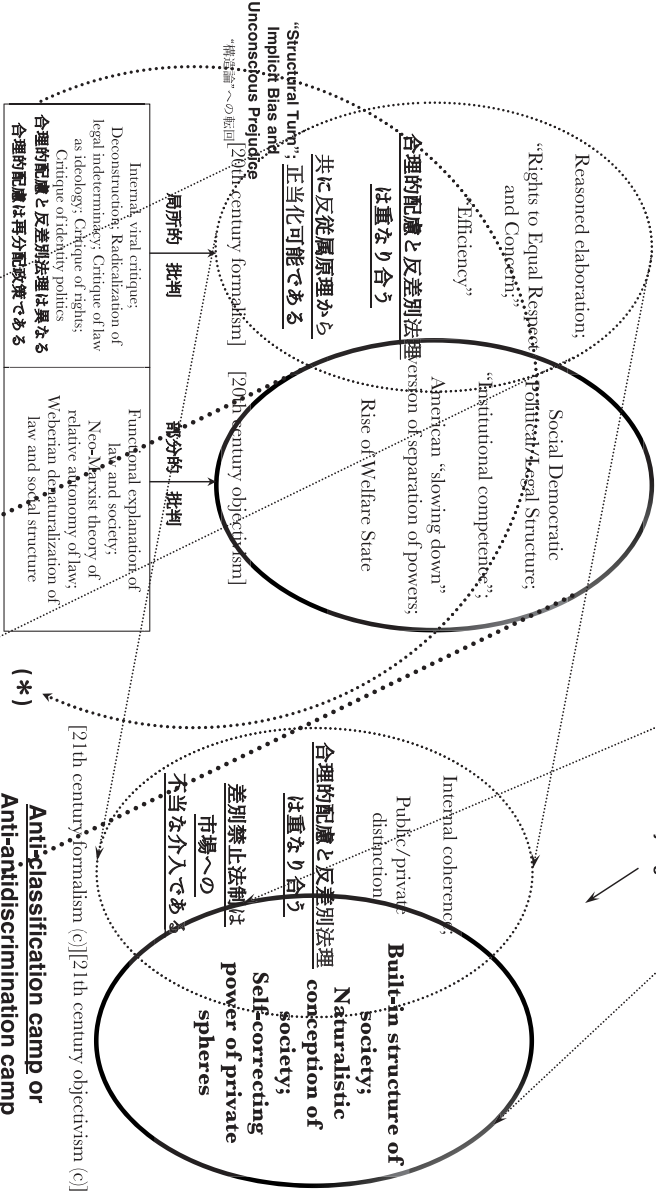 Reasoned elaboration;
“Rights to Equal Respect
and Concern;”
“Efficiency”
合理的配慮と反差別法理
は重なり合う
共に反従属原理から
正当化可能である
[20th century formalism]
“Structural Turn”;
Implicit Bias and
Unconscious Prejudice
“構造論”への転回
Social Democratic
Political/Legal Structure;
“Institutional competence”;
American “slowing down”
version of separation of powers;
Rise of Welfare State
[20th century objectivism]
局所的 批判
部分的 批判
Internal, viral critique;
Deconstruction; Radicalization of
legal indeterminacy; Critique of law
as ideology; Critique of rights;
Critique of identity politics
合理的配慮と反差別法理は異なる
合理的配慮は再分配政策である
Functional explanation of
law and society;
Neo-Marxist theory of
relative autonomy of law;
Weberian denaturalization of
law and social structure
(*)
Internal coherence;
Public/private
distinction
合理的配慮と反差別法理
は重なり合う
差別禁止法制は
市場への
不当な介入である
[21th century formalism (c)]
Built-in structure of
society;
Naturalistic
conception of
society;
Self-correcting
power of private
spheres
[21th century objectivism (c)]
Anti-classification camp or
Anti-antidiscrimination camp